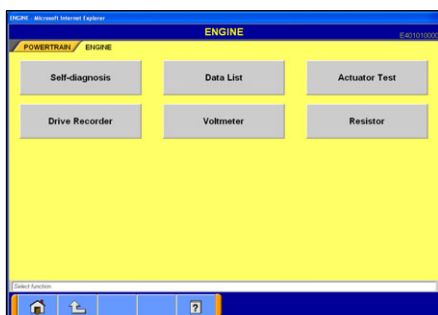 ENGINE - Microsoft Internet Explorer
ENGINE
E401010000
POWERTRAIN ENGINE
Self-diagnosis Data List Actuator Test
Drive Recorder Voltmeter Resistor
Select function.
?